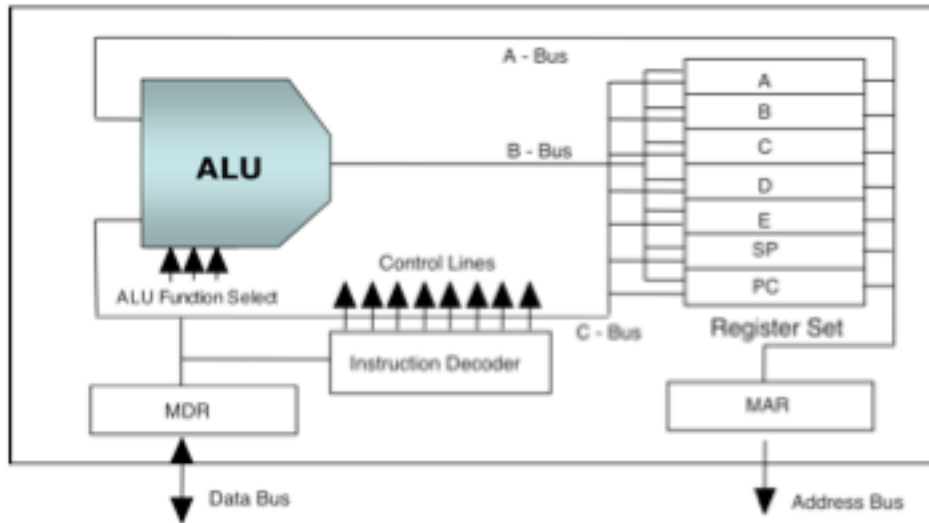 A - Bus
A
B
C
D
E
SP
PC
Register Set
B - Bus
ALU
ALU Function Select
Control Lines
C - Bus
Instruction Decoder
MDR
MAR
Data Bus
Address Bus